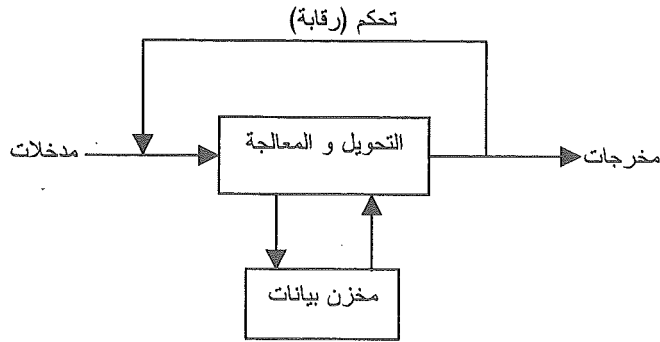 تحكم (رقابة)
التحويل و المعالجة
مدخلات
مخرجات
مخزن بيانات